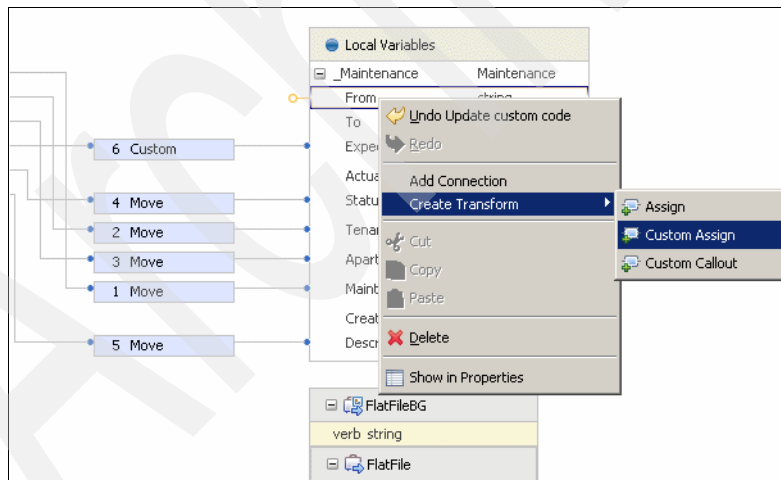 Local Variables
_Maintenance Maintenance
From string
To
Undo Update custom code
6 Custom
Redo
Actua
Add Connection
4 Move
Statu
Create Transform
Assign
2 Move
Tenar
Cut
Custom Assign
3 Move
Apart
Copy
Custom Callout
1 Move
Maint
Paste
Creat
5 Move
Descr
Delete
Show in Properties
FlatFileBG
verb string
FlatFile